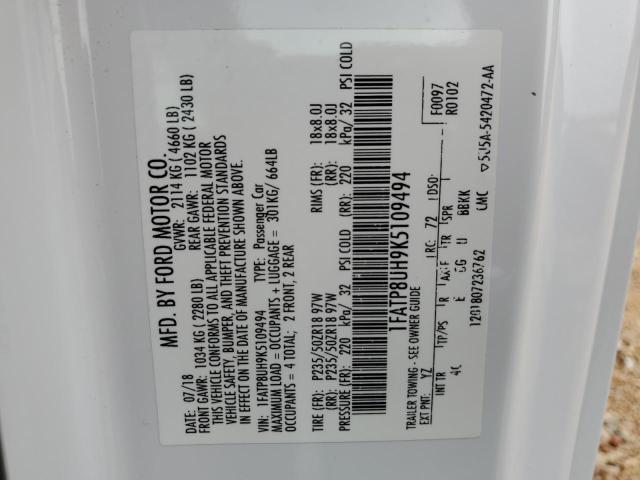 MFD. BY FORD MOTOR CO.
DATE: 07/18 GVWR: 2114 KG ( 4660 LB)
FRONT GAWR: 1034 KG ( 2280 LB) REAR GAWR: 1102 KG ( 2430 LB)
THIS VEHICLE CONFORMS TO ALL APPLICABLE FEDERAL MOTOR
VEHICLE SAFETY, BUMPER, AND THEFT PREVENTION STANDARDS
IN EFFECT ON THE DATE OF MANUFACTURE SHOWN ABOVE.
VIN: 1FATP8UH9K5109494 TYPE: Passenger Car
MAXIMUM LOAD = OCCUPANTS + LUGGAGE = 301KG/ 664LB
OCCUPANTS = 4 TOTAL; 2 FRONT, 2 REAR
TIRE (FR): P235/50ZR18 97W RIMS (FR): 18x8.0J
(RR): P235/50ZR18 97W (RR): 18x8.0J
PRESSURE (FR): 220 kPa/ 32 PSI COLD (RR): 220 kPa/ 32 PSI COLD
1FATP8UH9K5109494
TRAILER TOWING - SEE OWNER GUIDE
F0097
R0102
EXT PNT: YZ RC: 72 DSO:
INT TR TP/PS R AXLE TR SPR
4C E CG U BBKK
12G1B07236762 LMC
5U5A-5420472-AA